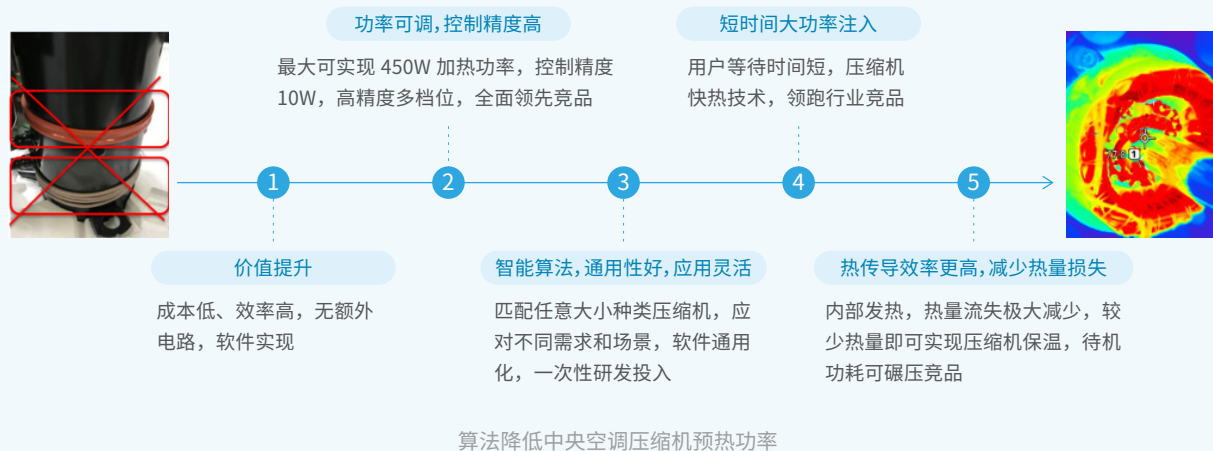 功率可调，控制精度高
最大可实现 450W 加热功率，控制精度
10W，高精度多档位，全面领先竞品
短时间大功率注入
用户等待时间短，压缩机
快热技术，领跑行业竞品
1
2
3
4
5
价值提升
成本低、效率高，无额外
电路，软件实现
智能算法，通用性好，应用灵活
匹配任意大小种类压缩机，应
对不同需求和场景，软件通用
化，一次性研发投入
热传导效率更高，减少热量损失
内部发热，热量流失极大减少，较
少热量即可实现压缩机保温，待机
功耗可碾压竞品
算法降低中央空调压缩机预热功率